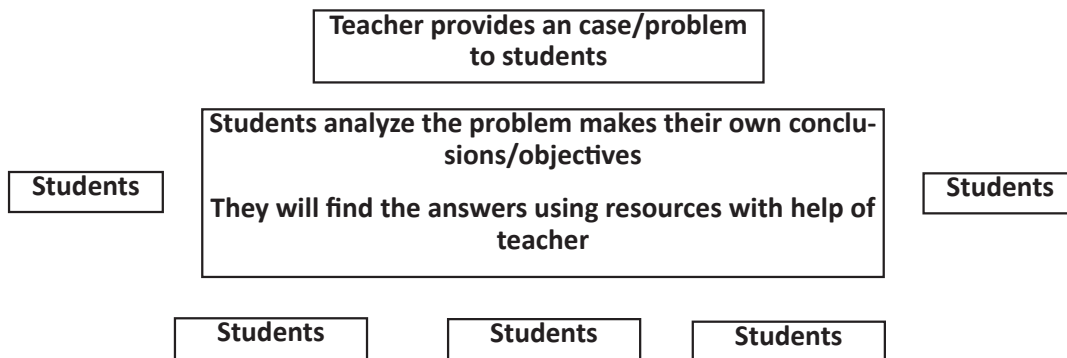 Teacher provides an case/problem
to students
Students analyze the problem makes their own conclu-
sions/objectives
Students
They will find the answers using resources with help of
teacher
Students
Students
Students
Students